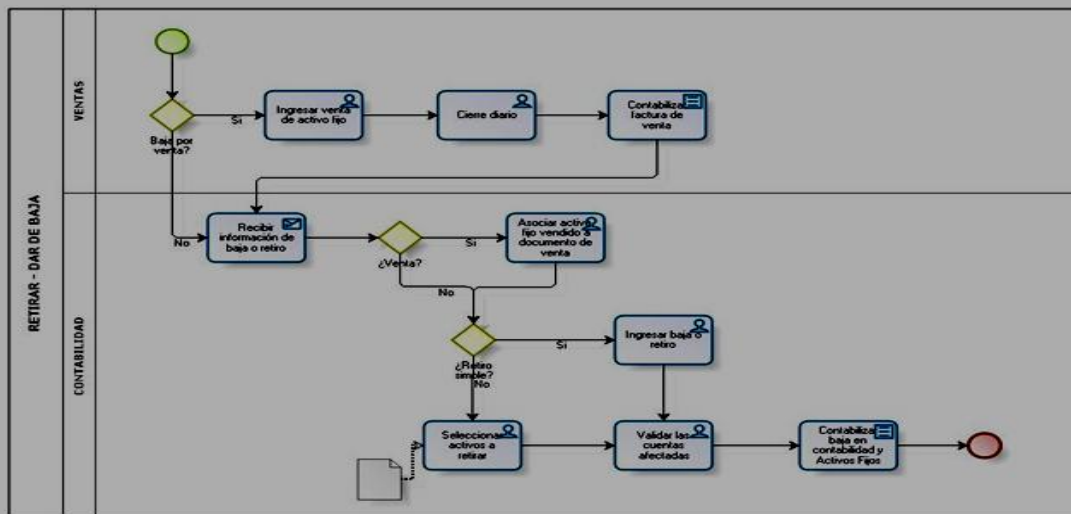 RETIRAR - DAR DE BAJA
VENTAS
Baja por
venta?
Si
Ingresar venta
de activo fijo
Cierre diario
Contabilizar
factura de
venta
CONTABILIDAD
No
Recibir
información de
baja o retiro
¿Venta?
Si
Asociar activo
fijo vendido a
documento de
venta
No
¿Retiro
simple?
Si
Ingresar baja o
retiro
No
Seleccionar
activos a
retirar
Validar las
cuentas
afectadas
Contabilizar
baja en
contabilidad y
Activos Fijos